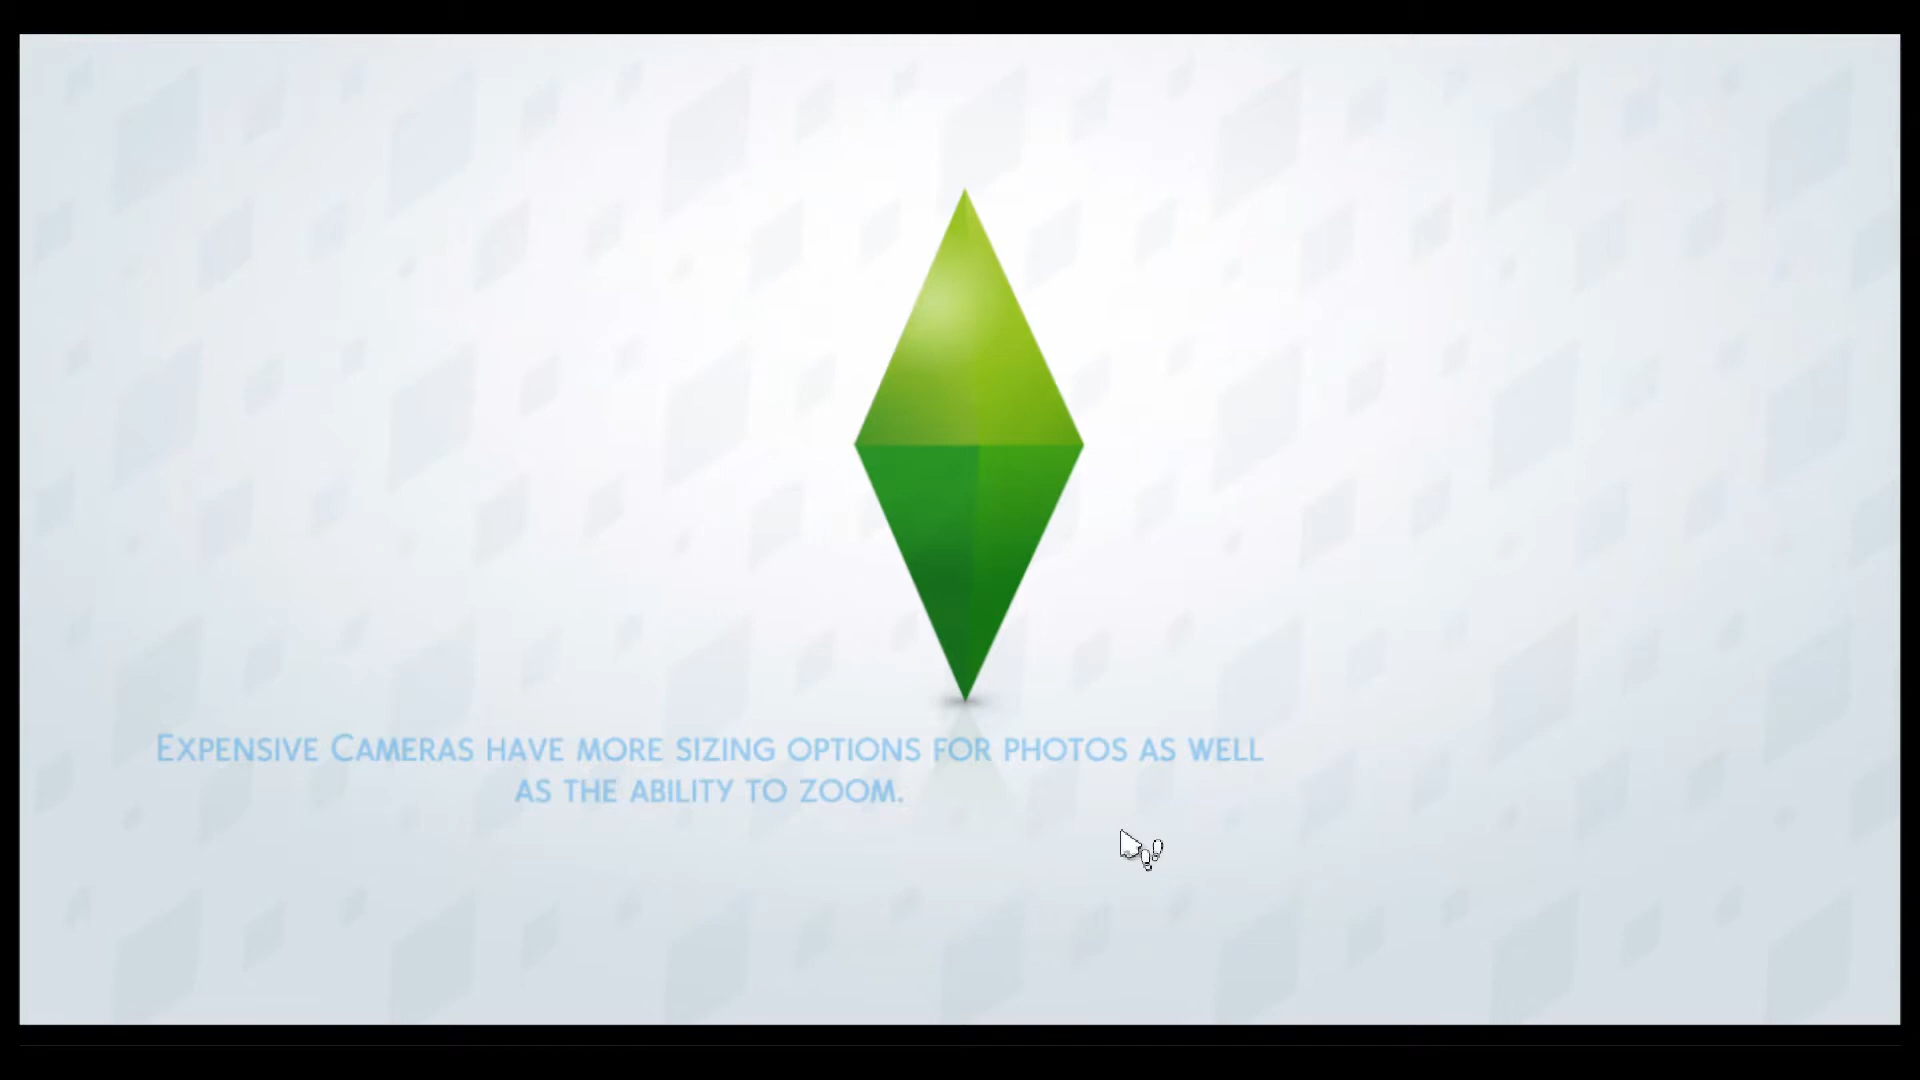 Expensive Cameras have more sizing options for photos as well
as the ability to zoom.